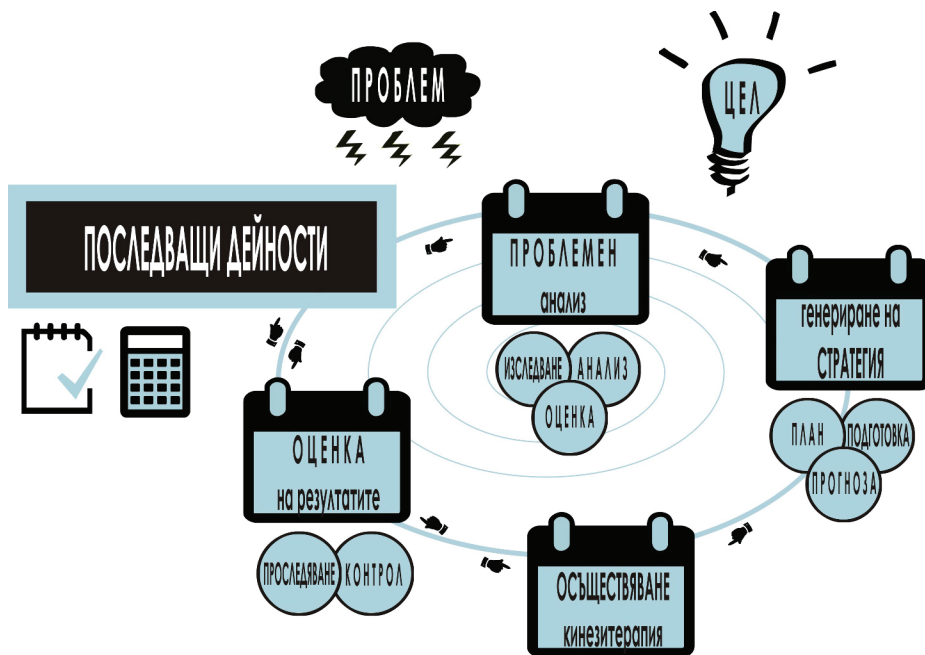 ПРОБЛЕМ
ЦЕЛ
ПОСЛЕДВАЩИ ДЕЙНОСТИ
ПРОБЛЕМЕН
анализ
ИЗСЛЕДВАНЕ
АНАЛИЗ
ОЦЕНКА
генериране на
СТРАТЕГИЯ
ПЛАН
ПОДГОТОВКА
ПРОГНОЗА
ОСЪЩЕСТВЯВАНЕ
кинезитерапия
ОЦЕНКА
на резултатите
ПРОСЛЕДЯВАНЕ
КОНТРОЛ